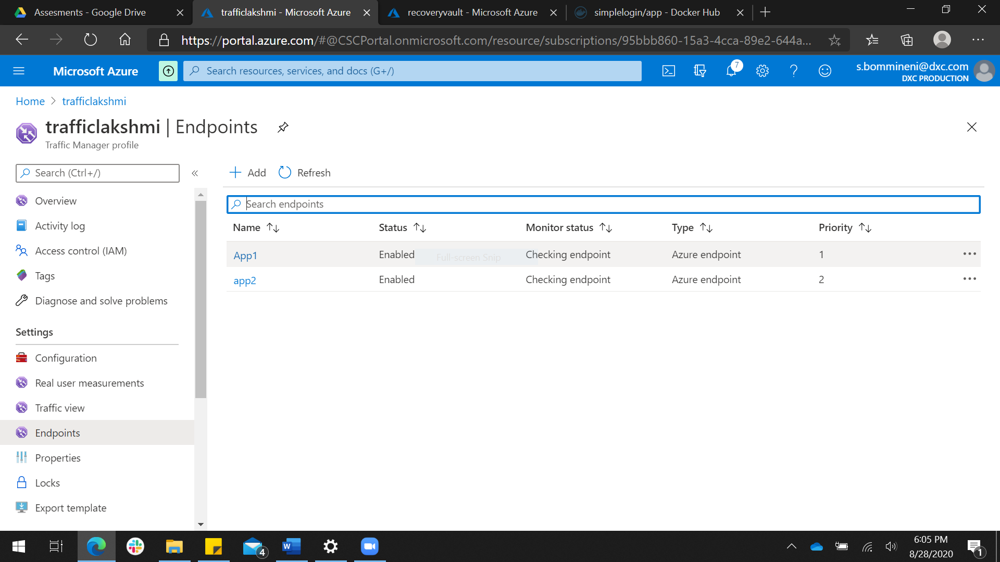 Assesments - Google Drive
trafficlakshmi - Microsoft Azure
recoveryvault - Microsoft Azure
simplelogin/app - Docker Hub
https://portal.azure.com/#@CSCPortal.onmicrosoft.com/resource/subscriptions/95bbb860-15a3-4cca-89e2-644a...
Microsoft Azure
Search resources, services, and docs (G+/)
7
s.bommineni@dxc.com
DXC PRODUCTION
Home > trafficlakshmi
trafficlakshmi | Endpoints
Traffic Manager profile
Search (Ctrl+/)
«
Overview
Activity log
Access control (IAM)
Tags
Diagnose and solve problems
Settings
Configuration
Real user measurements
Traffic view
Endpoints
Properties
Locks
Export template
Add
Refresh
Search endpoints
Name Status Monitor status Type Priority
App1 Enabled Checking endpoint Azure endpoint 1
Full-screen Snip
app2 Enabled Checking endpoint Azure endpoint 2
4
W
6:05 PM
8/28/2020
1